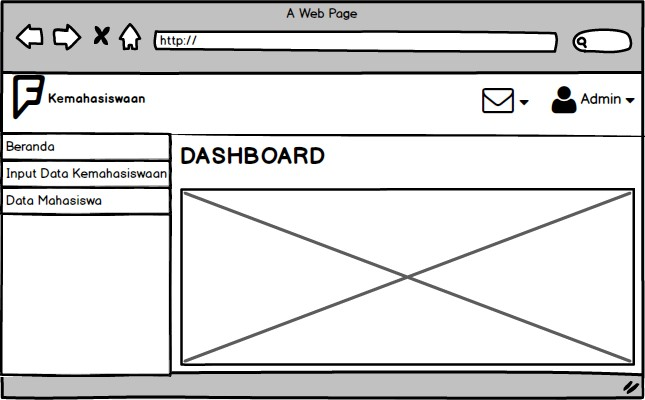 A Web Page
http://
Kemahasiswaan
Admin
Beranda
Input Data Kemahasiswaan
Data Mahasiswa
DASHBOARD